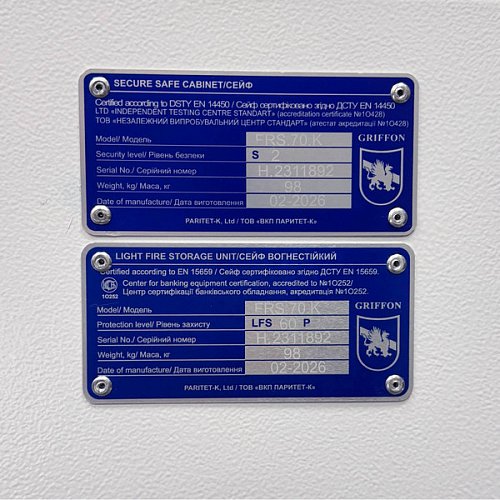 SECURE SAFE CABINET/СЕЙФ
Certified according to DSTY EN 14450 / Сейф сертифіковано згідно ДСТУ EN 14450
LTD «INDEPENDENT TESTING CENTRE STANDART» (accreditation certificate №1О428)
ТОВ «НЕЗАЛЕЖНИЙ ВИПРОБУВАЛЬНИЙ ЦЕНТР СТАНДАРТ» (атестат акредитації №1О428)
Model/ Модель FRS 70 K
Security level/ Рівень безпеки S 2
Serial No./ Серійний номер H.2311892
Weight, kg/ Маса, кг 98
Date of manufacture/ Дата виготовлення 02-2026
GRIFFON
PARITET-K, Ltd / ТОВ «ВКП ПАРИТЕТ-К»
LIGHT FIRE STORAGE UNIT/СЕЙФ ВОГНЕСТІЙКИЙ
Certified according to EN 15659 / Сейф сертифіковано згідно ДСТУ EN 15659.
Center for banking equipment certification, accredited to №1О252/
Центр сертифікації банківського обладнання, акредитація №1О252.
1О252
Model/ Модель FRS 70 K
Protection level/ Рівень захисту LFS 60 P
Serial No./ Серійний номер H.2311892
Weight, kg/ Маса, кг 98
Date of manufacture/ Дата виготовлення 02-2026
GRIFFON
PARITET-K, Ltd / ТОВ «ВКП ПАРИТЕТ-К»